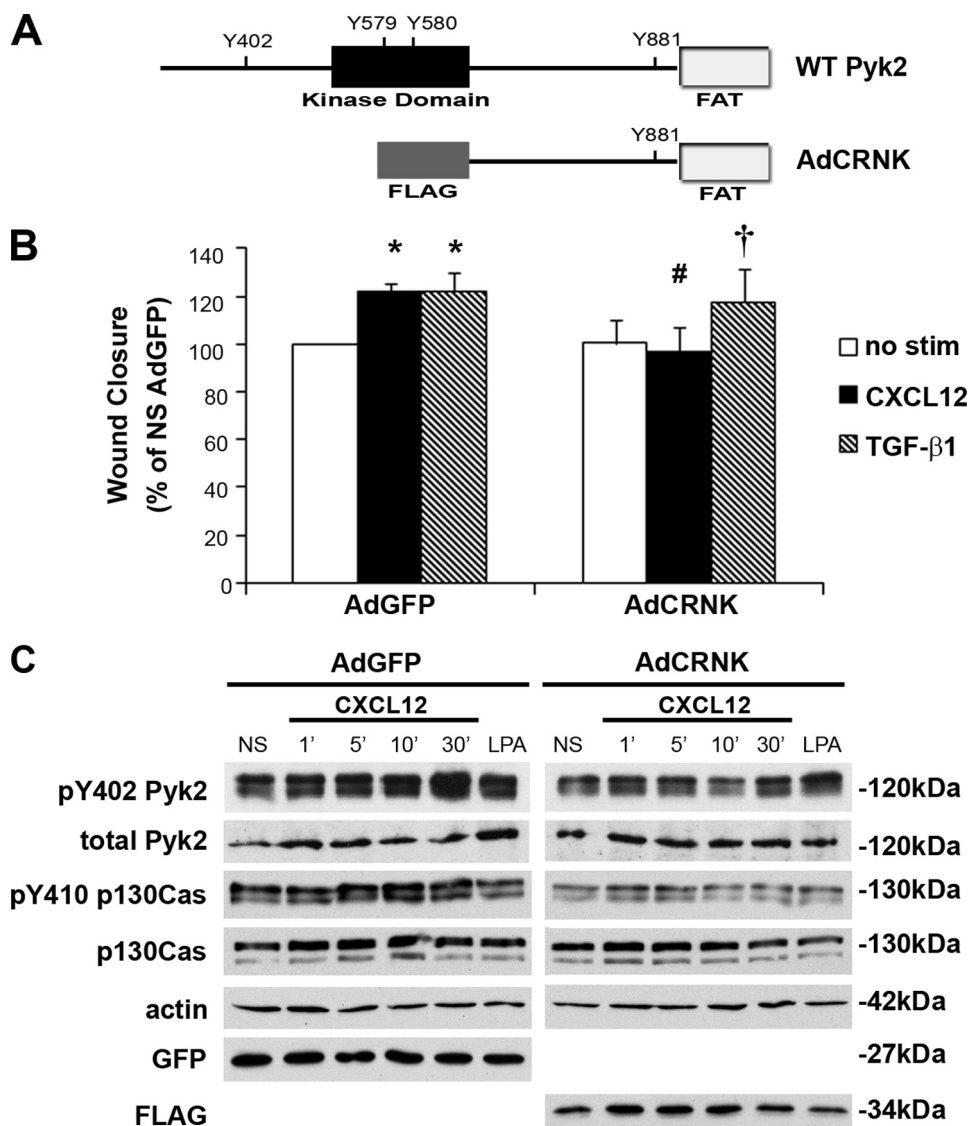 A
Y402 Y579 Y580 Y881
WT Pyk2
Kinase Domain FAT
Y881
AdCRNK
FLAG FAT
B
Wound Closure
(% of NS AdGFP)
140
120
100
80
60
40
20
0
* * # †
AdGFP AdCRNK
no stim
CXCL12
TGF-β1
C
AdGFP AdCRNK
CXCL12 CXCL12
NS 1’ 5’ 10’ 30’ LPA NS 1’ 5’ 10’ 30’ LPA
pY402 Pyk2 -120kDa
total Pyk2 -120kDa
pY410 p130Cas -130kDa
p130Cas -130kDa
actin -42kDa
GFP -27kDa
FLAG -34kDa